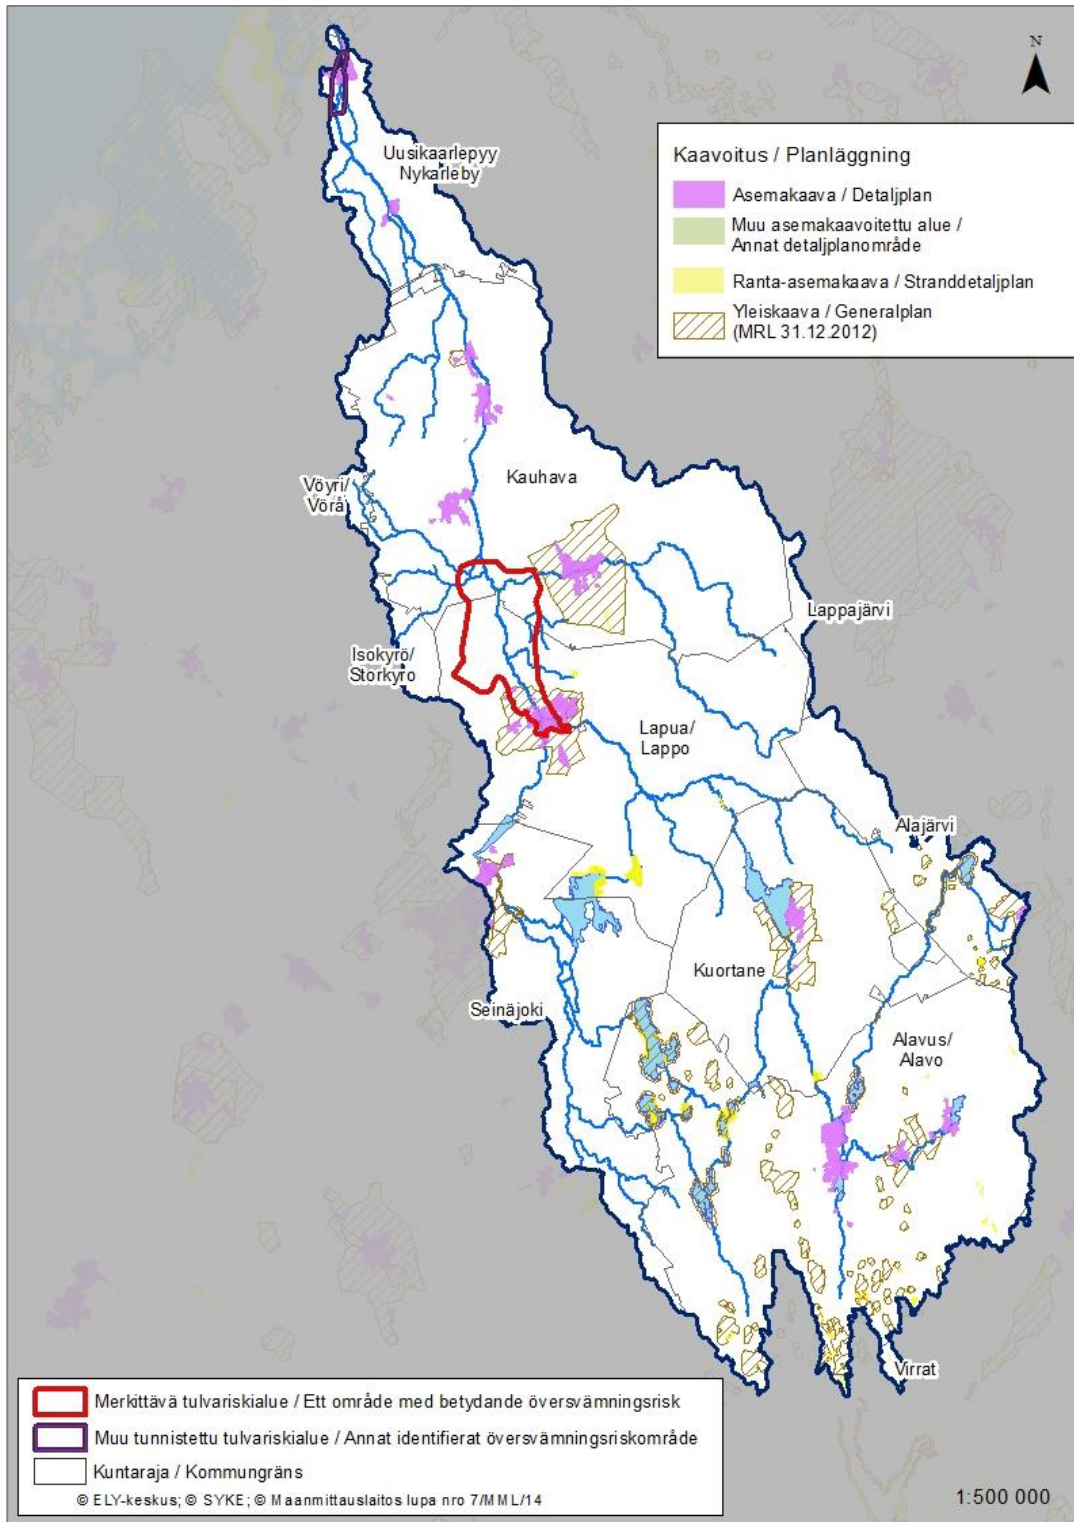 N
Uusikaarlepyy
Nykarleby
Kaavoitus / Planläggning
Asemakaava / Detaljplan
Muu asemakaavoitettu alue /
Annat detaljplanområde
Ranta-asemakaava / Stranddetaljplan
Yleiskaava / Generalplan
(MRL 31.12.2012)
Vöyri/
Vörå
Kauhava
Lappajärvi
Isokyrö/
Storkyro
Lapua/
Lappo
Alajärvi
Kuortane
Seinäjoki
Alavus/
Alavo
Virrat
Merkittävä tulvariskialue / Ett område med betydande översvämningsrisk
Muu tunnistettu tulvariskialue / Annat identifierat översvämningsriskområde
Kuntaraja / Kommungräns
© ELY-keskus; © SYKE; © Maanmittauslaitos lupa nro 7/MML/14
1:500 000